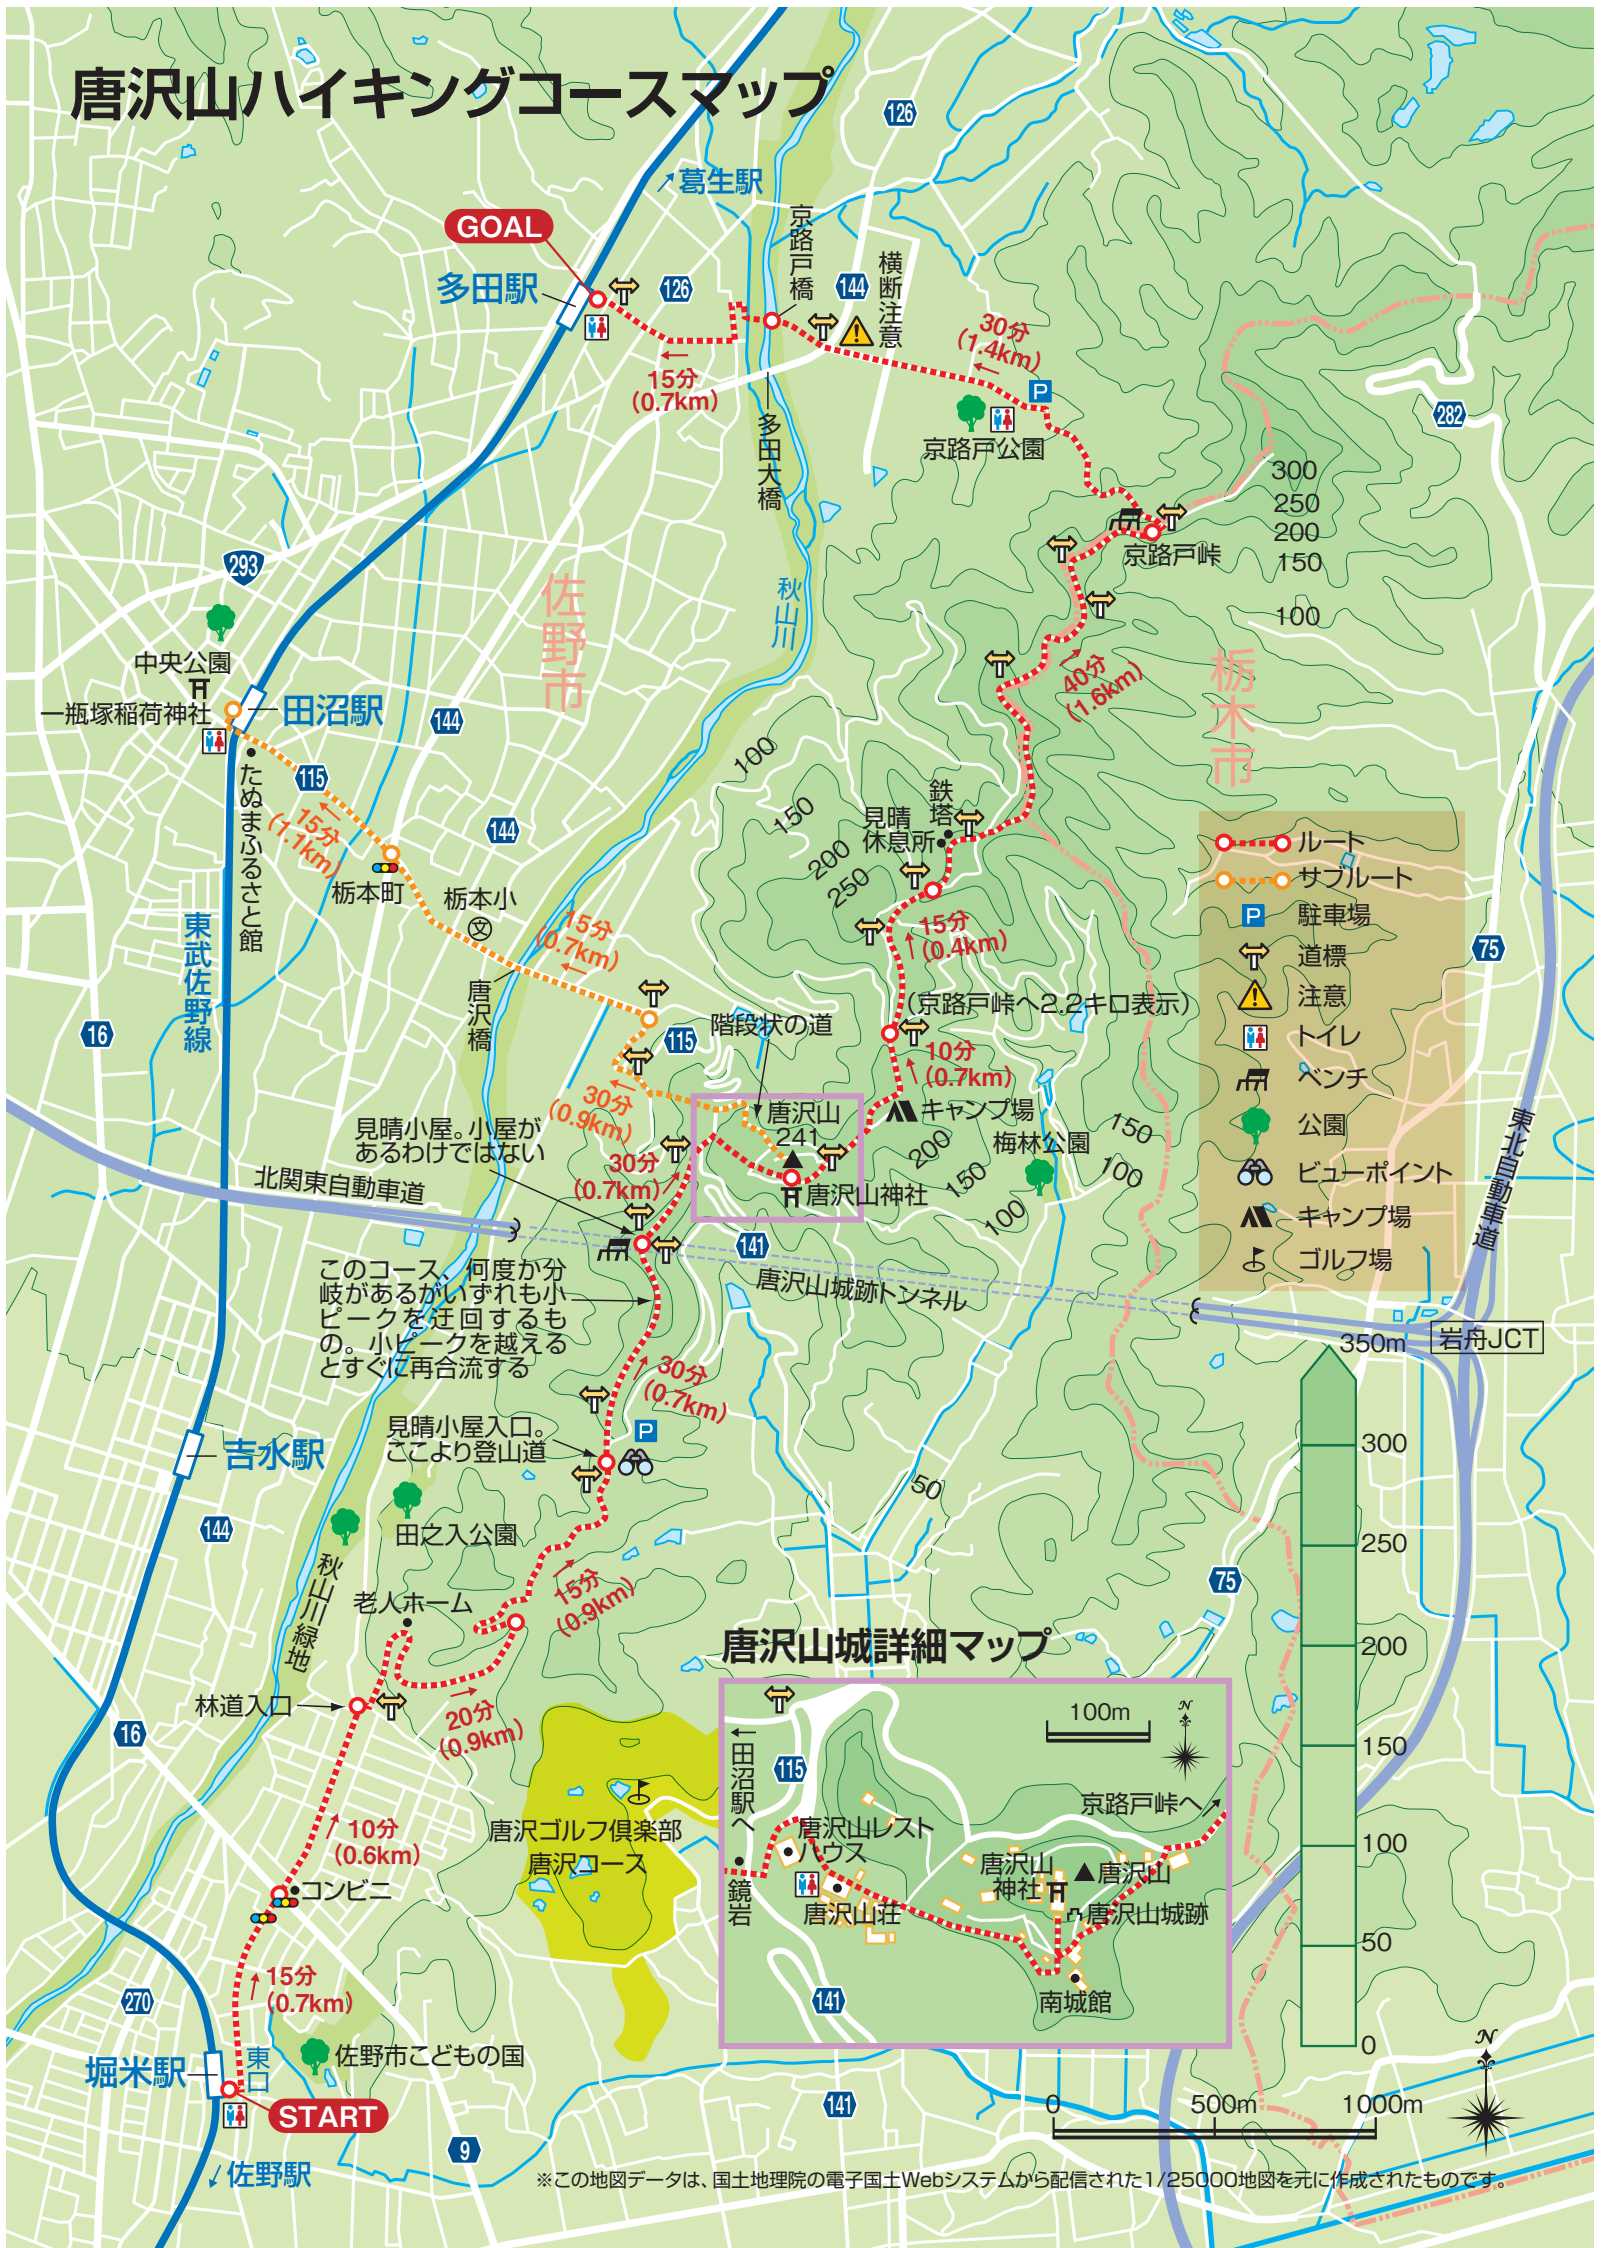 唐沢山ハイキングコースマップ
126
↗葛生駅
GOAL
多田駅
126
京路戸橋
144
横断注意
30分
(1.4km)
15分
(0.7km)
P
京路戸公園
多田大橋
282
300
250
200
150
100
京路戸峠
293
佐野市
秋山川
中央公園
一瓶塚稲荷神社
田沼駅
144
40分
(1.6km)
栃木市
115
たぬまふるさと館
15分
(1.1km)
144
100
150
200
250
鉄塔
見晴
休息所
栃本町
栃本小
文
東武佐野線
15分
(0.7km)
15分
(0.4km)
唐沢橋
(京路戸峠へ2.2キロ表示)
16
115
階段状の道
10分
(0.7km)
30分
(0.9km)
唐沢山
241
キャンプ場
梅林公園
200
150
100
150
100
見晴小屋。小屋が
あるわけではない
30分
(0.7km)
唐沢山神社
北関東自動車道
141
唐沢山城跡トンネル
ルート
サブルート
P
駐車場
道標
注意
トイレ
ベンチ
公園
ビューポイント
キャンプ場
ゴルフ場
75
東北自動車道
岩舟JCT
このコース、何度か分
岐があるがいずれも小
ピークを迂回するも
の。小ピークを越える
とすぐに再合流する
30分
(0.7km)
見晴小屋入口。
ここより登山道
P
吉水駅
144
田之入公園
秋山川緑地
50
老人ホーム
15分
(0.9km)
75
林道入口
20分
(0.9km)
16
唐沢ゴルフ倶楽部
唐沢コース
10分
(0.6km)
コンビニ
15分
(0.7km)
270
佐野市こどもの国
堀米駅
東口
START
9
↙佐野駅
141
唐沢山城詳細マップ
100m
N
←田沼駅へ
115
京路戸峠へ
唐沢山レスト
ハウス
鏡岩
唐沢山荘
唐沢山
神社
唐沢山
唐沢山城跡
南城館
141
350m
300
250
200
150
100
50
0
N
0 500m 1000m
※この地図データは、国土地理院の電子国土Webシステムから配信された1/25000地図を元に作成されたものです。